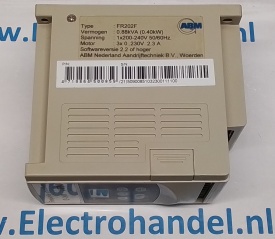 Type : FR202F
Vermogen : 0.88kVA (0.40kW)
Spanning : 1x200-240V 50/60Hz
Motor : 3x 0..230V 2.3 A
Softwareversie 2.2 of hoger
ABM Nederland Aandrijftechniek B.V., Woerden
ABM
www.Electrohandel.nl
www.Electrohandel.nl